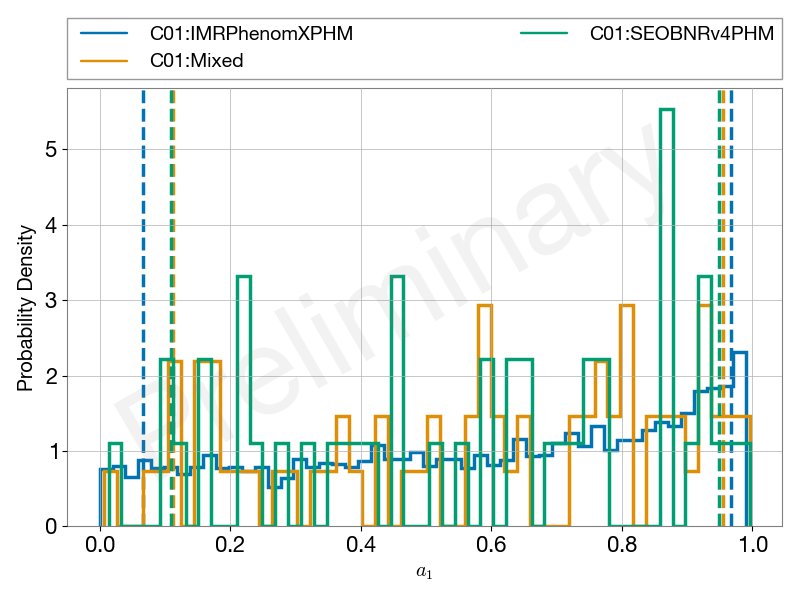 C01:IMRPhenomXPHM
C01:Mixed
C01:SEOBNRv4PHM
Preliminary
Probability Density
5
4
3
2
1
0
0.0 0.2 0.4 0.6 0.8 1.0
a₁